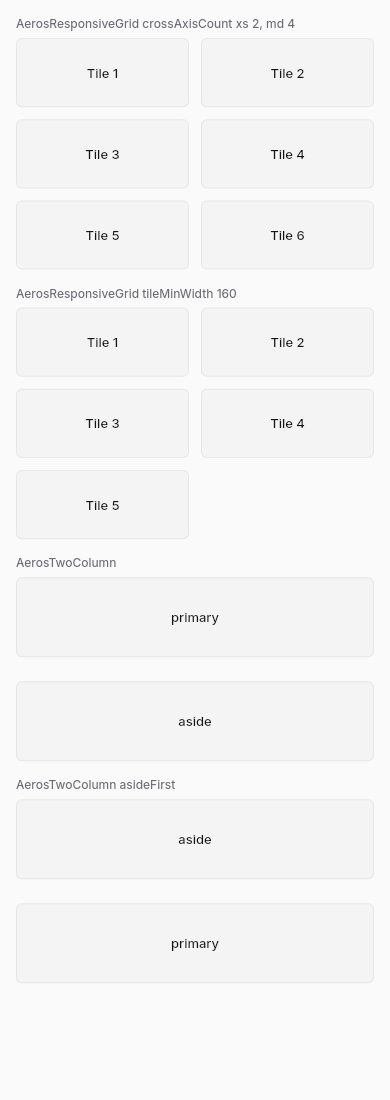 AerosResponsiveGrid crossAxisCount xs 2, md 4
Tile 1
Tile 2
Tile 3
Tile 4
Tile 5
Tile 6
AerosResponsiveGrid tileMinWidth 160
Tile 1
Tile 2
Tile 3
Tile 4
Tile 5
AerosTwoColumn
primary
aside
AerosTwoColumn asideFirst
aside
primary